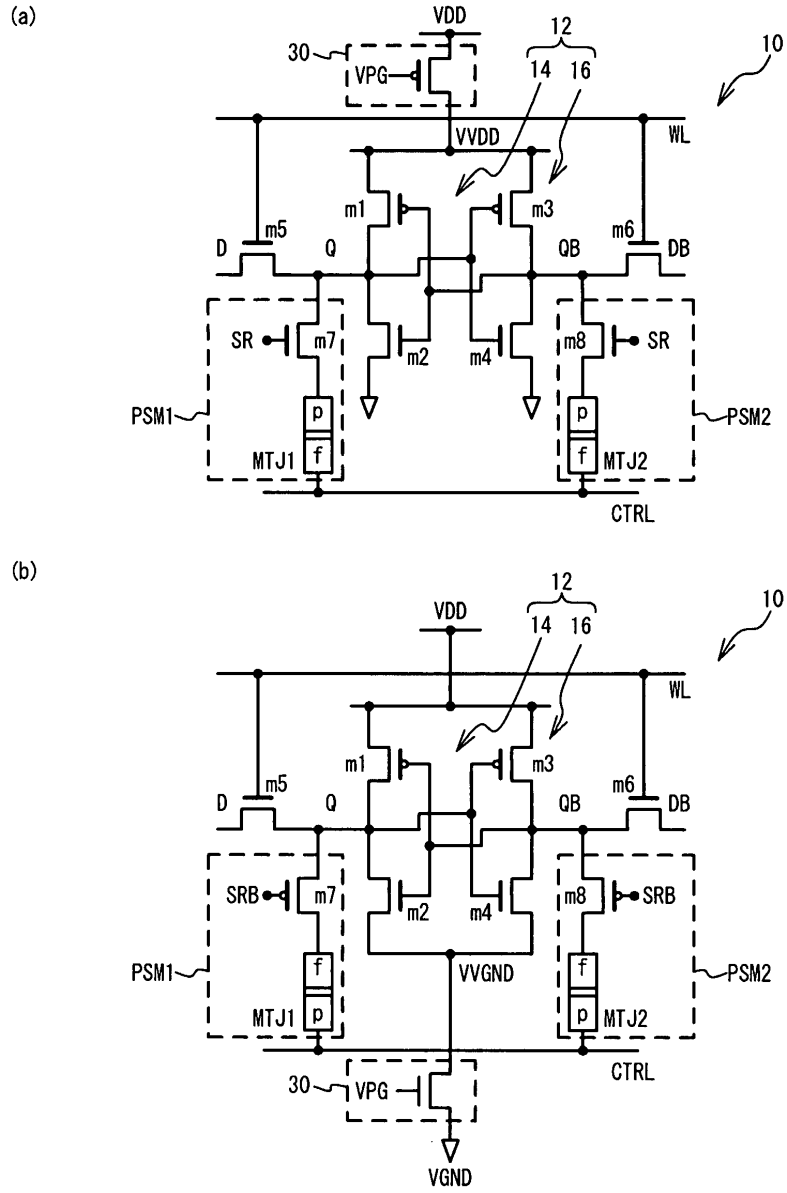 (a)
VDD
12
10
30
VPG
14 16
VVDD
WL
m1
m3
m5
m6
D
Q
QB
DB
SR
m7
m2
m4
m8
SR
PSM1
p
p
PSM2
MTJ1
f
f
MTJ2
CTRL
(b)
VDD
12
10
14 16
WL
m1
m3
m5
m6
D
Q
QB
DB
SRB
m7
m2
m4
m8
SRB
PSM1
f
VVGND
f
PSM2
MTJ1
p
p
MTJ2
CTRL
30
VPG
VGND